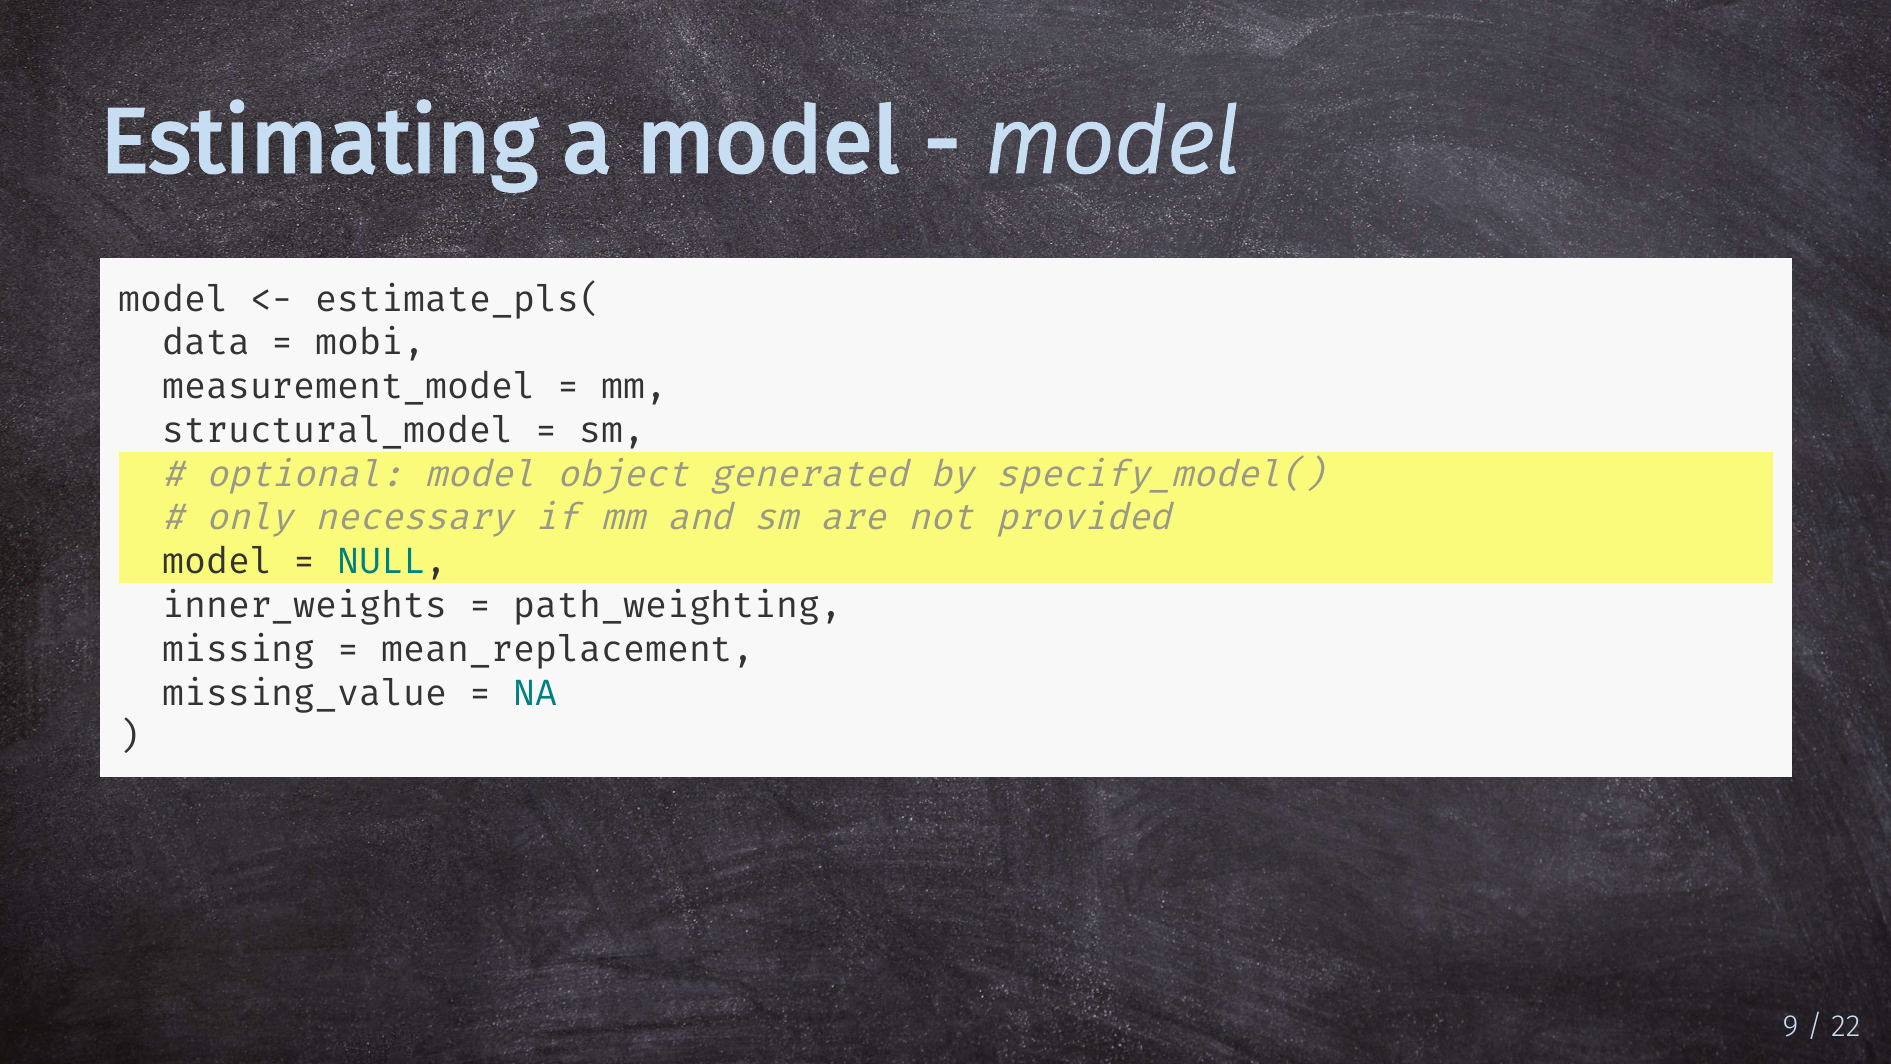 Estimating a model - model
model <- estimate_pls(
  data = mobi,
  measurement_model = mm,
  structural_model = sm,
  # optional: model object generated by specify_model()
  # only necessary if mm and sm are not provided
  model = NULL,
  inner_weights = path_weighting,
  missing = mean_replacement,
  missing_value = NA
)
9 / 22